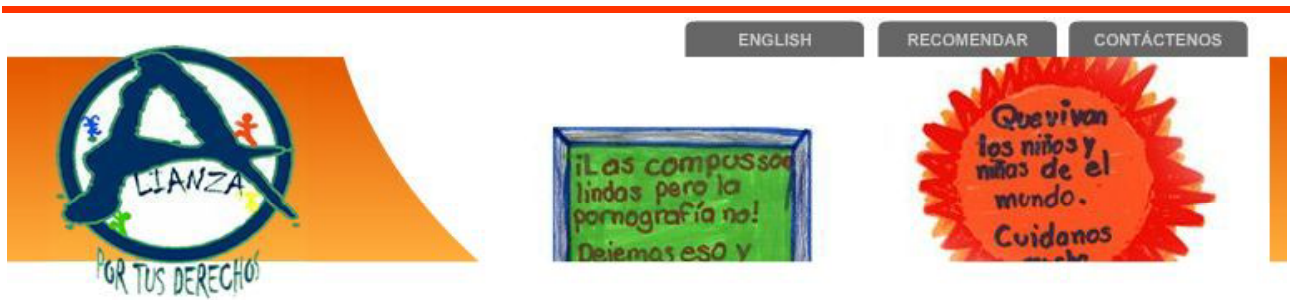 ENGLISH
RECOMENDAR
CONTÁCTENOS
ALIANZA
POR TUS DERECHOS
¡Las compus son
lindas pero la
pornografía no!
Dejemos eso y
Que vivan
los niños y
niñas de el
mundo.
Cuidanos